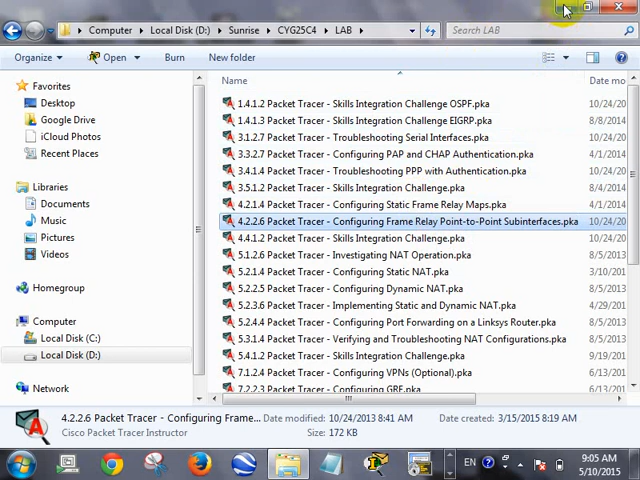 Computer ▸ Local Disk (D:) ▸ Sunrise ▸ CYG25C4 ▸ LAB ▸
Search LAB
Organize
Open
Burn
New folder
Name
Date mo
Favorites
Desktop
Google Drive
iCloud Photos
Recent Places
Libraries
Documents
Music
Pictures
Videos
Homegroup
Computer
Local Disk (C:)
Local Disk (D:)
Network
1.4.1.2 Packet Tracer - Skills Integration Challenge OSPF.pka 10/24/20
1.4.1.3 Packet Tracer - Skills Integration Challenge EIGRP.pka 8/8/2014
3.1.2.7 Packet Tracer - Troubleshooting Serial Interfaces.pka 10/24/20
3.3.2.7 Packet Tracer - Configuring PAP and CHAP Authentication.pka 4/1/2014
3.4.1.4 Packet Tracer - Troubleshooting PPP with Authentication.pka 10/24/20
3.5.1.2 Packet Tracer - Skills Integration Challenge.pka 8/4/2014
4.2.1.4 Packet Tracer - Configuring Static Frame Relay Maps.pka 10/24/20
4.2.2.6 Packet Tracer - Configuring Frame Relay Point-to-Point Subinterfaces.pka 10/24/20
4.4.1.2 Packet Tracer - Skills Integration Challenge.pka 10/24/20
5.1.2.6 Packet Tracer - Investigating NAT Operation.pka 8/5/2013
5.2.1.4 Packet Tracer - Configuring Static NAT.pka 3/10/201
5.2.2.5 Packet Tracer - Configuring Dynamic NAT.pka 8/5/2013
5.2.3.6 Packet Tracer - Implementing Static and Dynamic NAT.pka 4/29/201
5.2.4.4 Packet Tracer - Configuring Port Forwarding on a Linksys Router.pka 8/5/2013
5.3.1.4 Packet Tracer - Verifying and Troubleshooting NAT Configurations.pka 8/5/2013
5.4.1.2 Packet Tracer - Skills Integration Challenge.pka 9/19/201
7.1.2.4 Packet Tracer - Configuring VPNs (Optional).pka 6/13/201
7.2.2.3 Packet Tracer - Configuring GRE.pka 6/13/201
4.2.2.6 Packet Tracer - Configuring Frame... Date modified: 10/24/2013 8:41 AM Date created: 3/15/2015 8:19 AM
Cisco Packet Tracer Instructor Size: 172 KB
EN
9:05 AM
5/10/2015